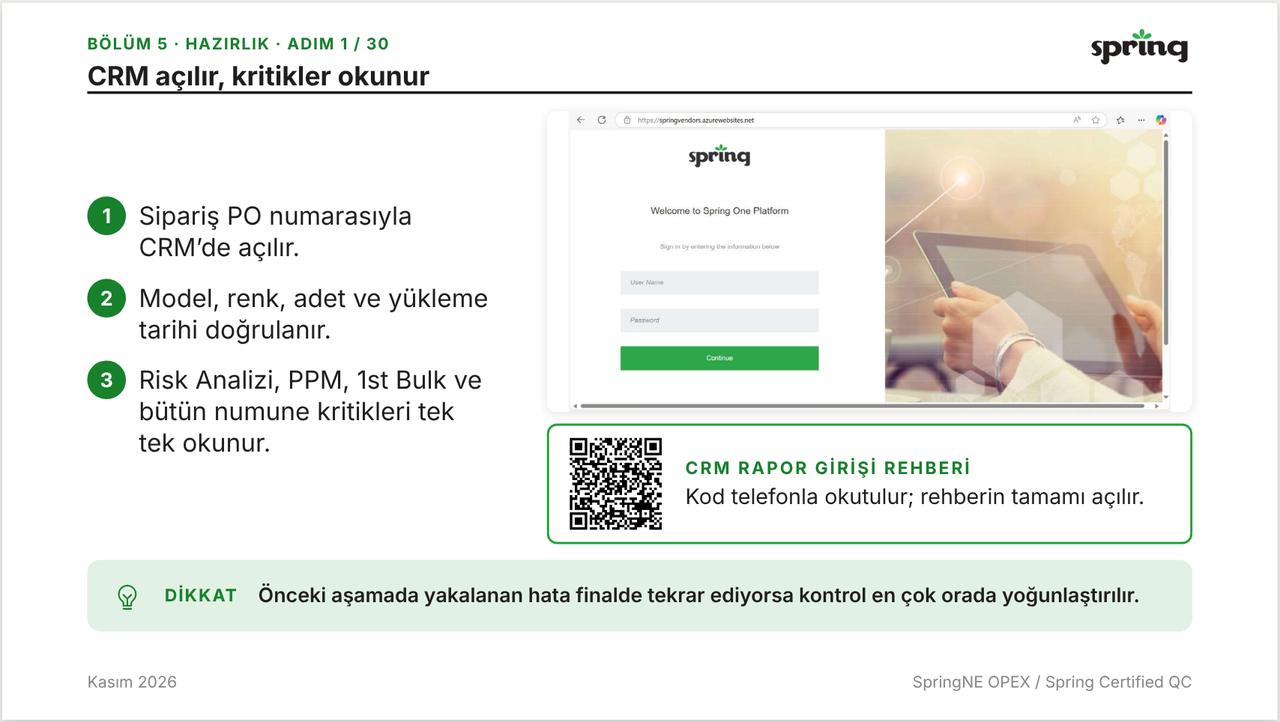 BÖLÜM 5 · HAZIRLIK · ADIM 1 / 30
CRM açılır, kritikler okunur
spring
1
Sipariş PO numarasıyla
CRM’de açılır.
2
Model, renk, adet ve yükleme
tarihi doğrulanır.
3
Risk Analizi, PPM, 1st Bulk ve
bütün numune kritikleri tek
tek okunur.
https://springvendors.azurewebsites.net
spring
Welcome to Spring One Platform
Sign in by entering the information below
User Name
Password
Continue
CRM RAPOR GİRİŞİ REHBERİ
Kod telefonla okutulur; rehberin tamamı açılır.
DİKKAT Önceki aşamada yakalanan hata finalde tekrar ediyorsa kontrol en çok orada yoğunlaştırılır.
Kasım 2026
SpringNE OPEX / Spring Certified QC